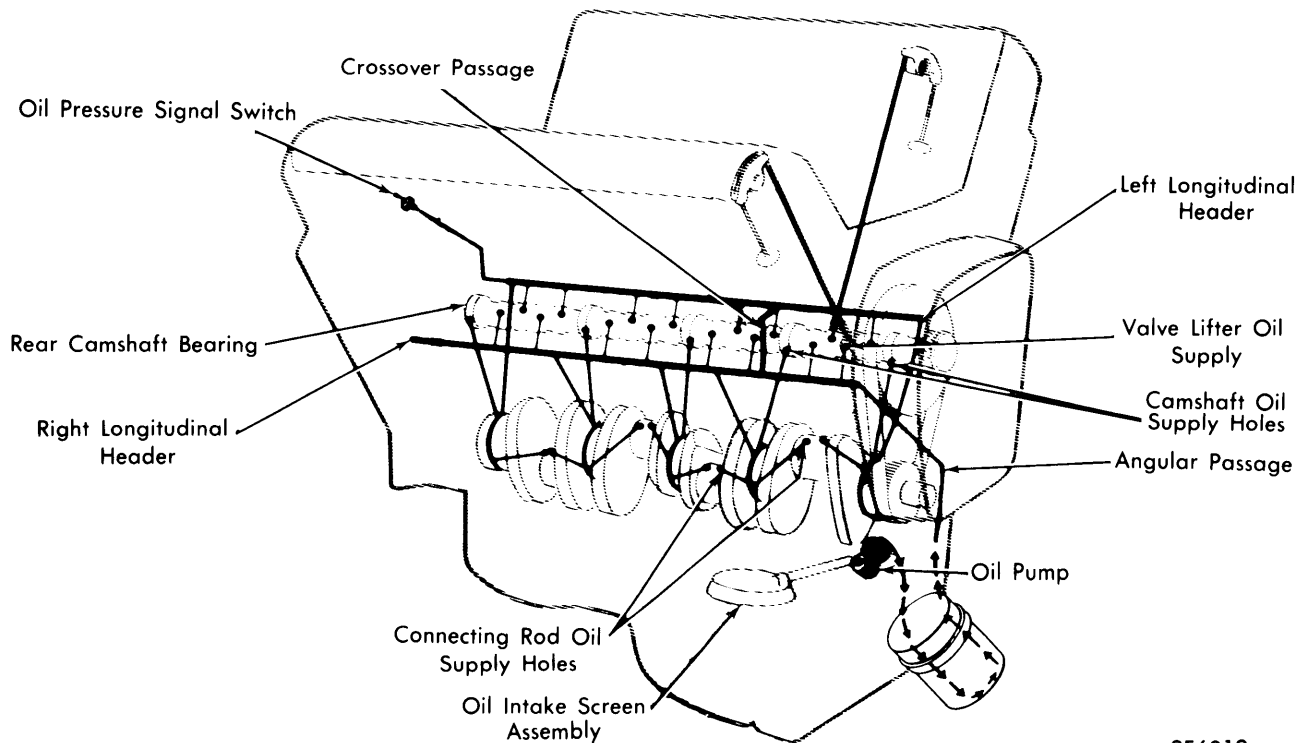 Crossover Passage
Oil Pressure Signal Switch
Left Longitudinal
Header
Valve Lifter Oil
Supply
Rear Camshaft Bearing
Camshaft Oil
Supply Holes
Right Longitudinal
Header
Angular Passage
Oil Pump
Connecting Rod Oil
Supply Holes
Oil Intake Screen
Assembly